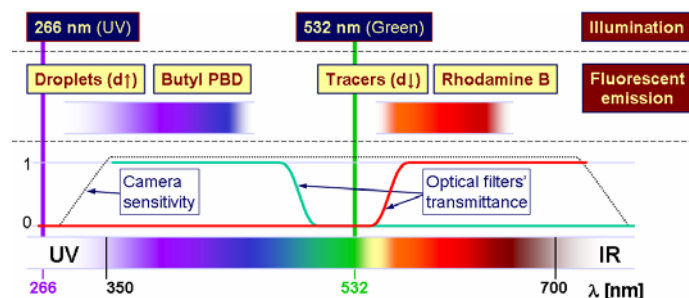 266 nm (UV)
532 nm (Green)
Illumination
Droplets (d↑)
Butyl PBD
Tracers (d↓)
Rhodamine B
Fluorescent
emission
1
Camera
sensitivity
Optical filters'
transmittance
0
UV
IR
266
350
532
700
λ [nm]